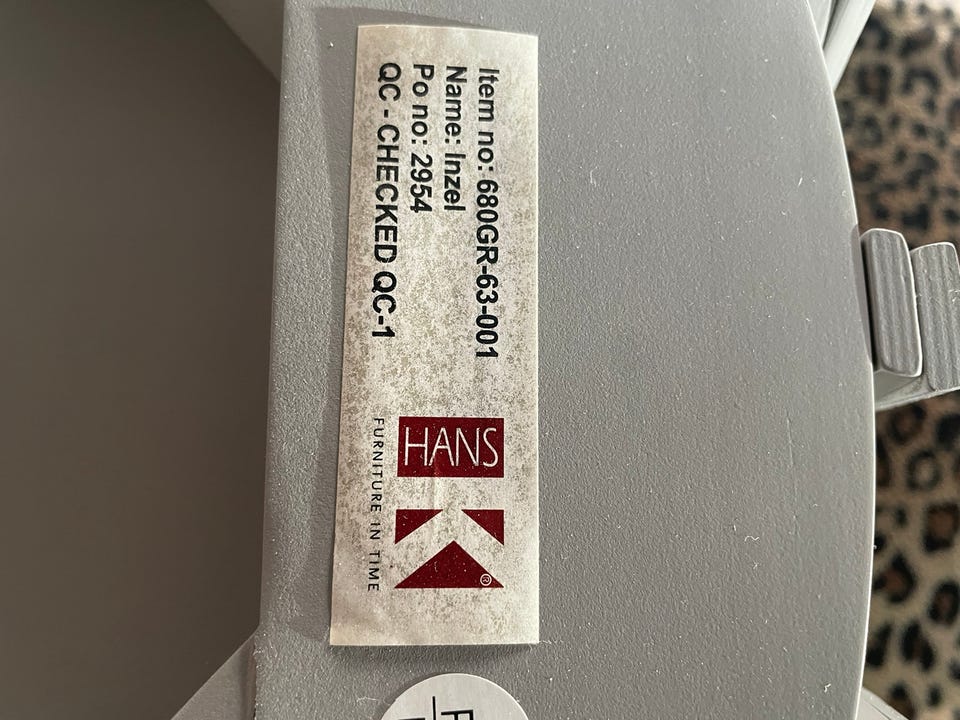 Item no: 680GR-63-001
Name: Inzel
Po no: 2954
QC - CHECKED QC-1
HANS K®
FURNITURE IN TIME